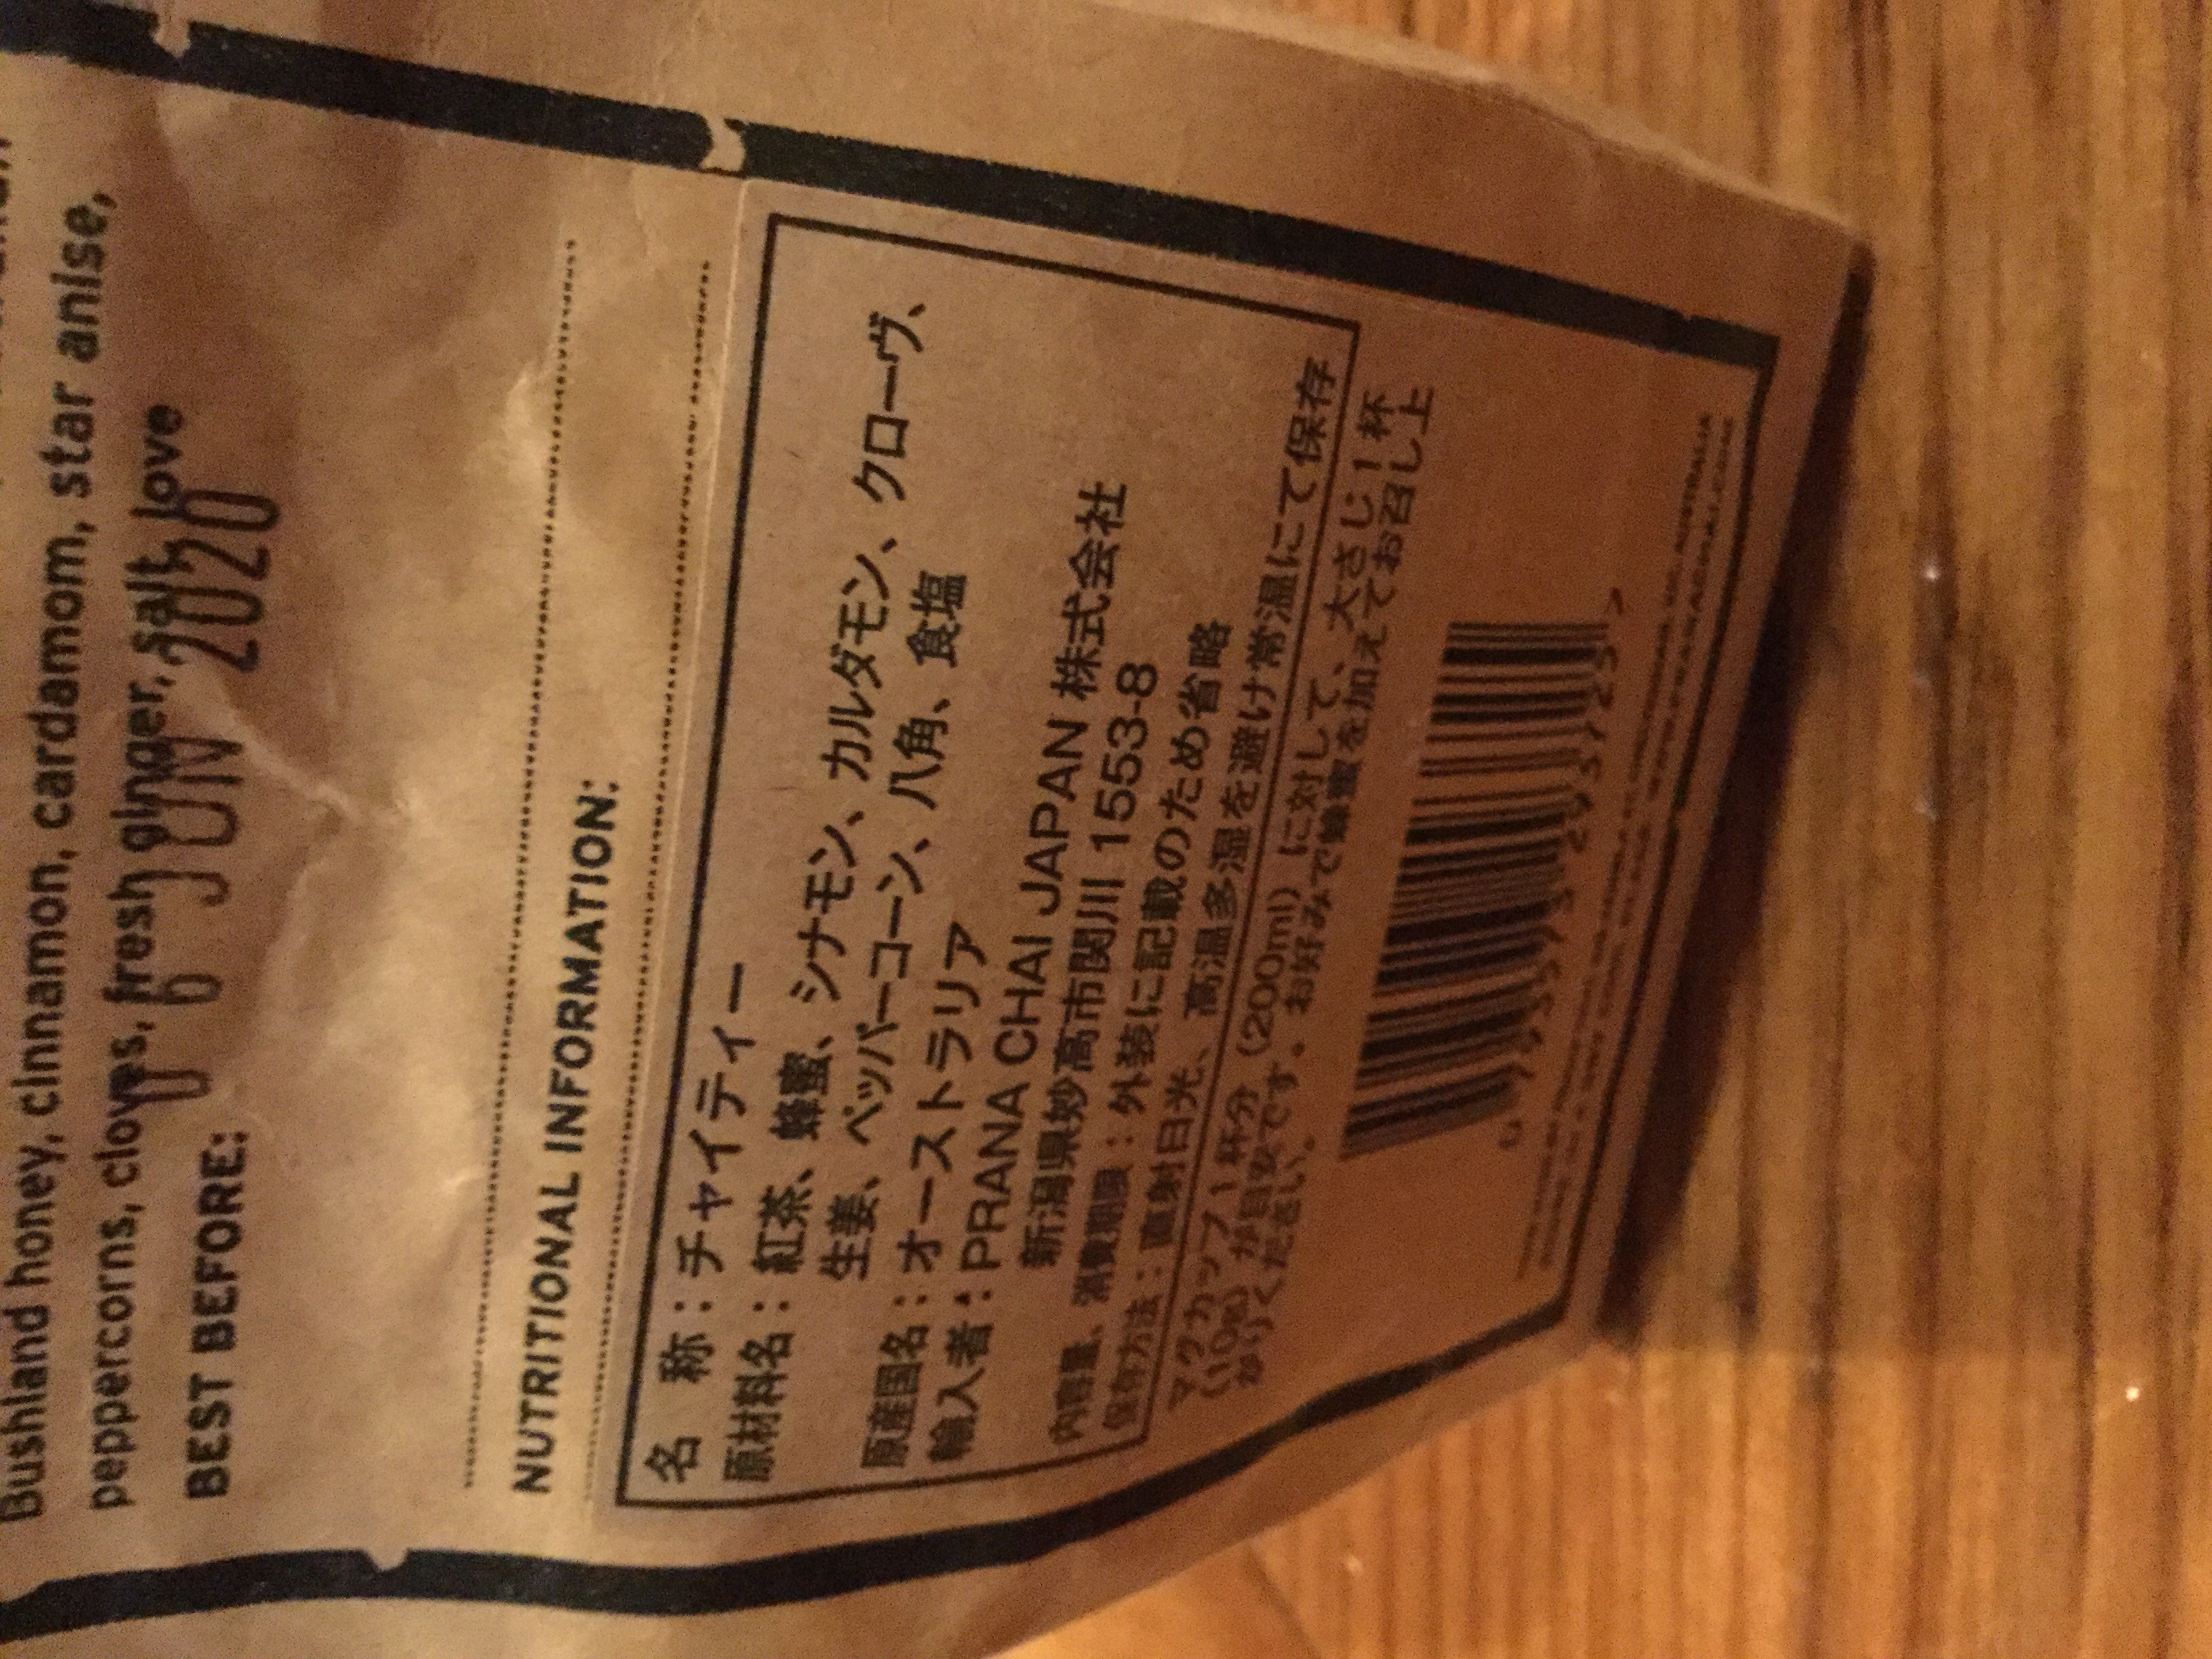 Bushland honey, cinnamon, cardamom, star anise,
peppercorns, cloves, fresh ginger, salt, love
BEST BEFORE: 06 JUN 2020
NUTRITIONAL INFORMATION:
名 称：チャイティー
原材料名：紅茶、蜂蜜、シナモン、カルダモン、クローヴ、
生姜、ペッパーコーン、八角、食塩
原産国名：オーストラリア
輸入者：PRANA CHAI JAPAN 株式会社
新潟県妙高市関川 1553-8
内容量、消費期限：外装に記載のため省略
保存方法：直射日光、高温多湿を避け常温にて保存
マグカップ1杯分（200ml）に対して、大さじ1杯
（10g）が目安です。お好みで蜂蜜を加えてお召し上
がりください。